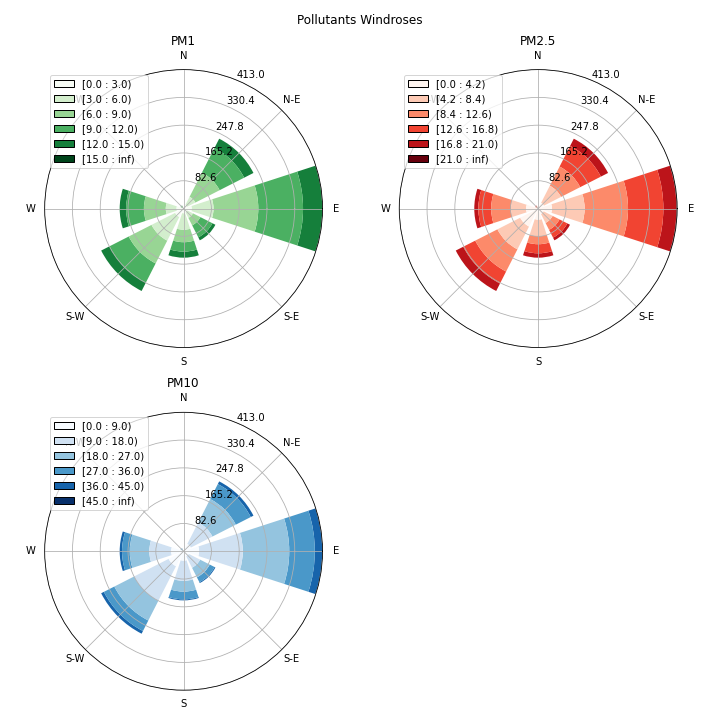 Pollutants Windroses
PM1
N
N-E
E
S-E
S
S-W
W
413.0
330.4
247.8
165.2
82.6
[0.0 : 3.0)
[3.0 : 6.0)
[6.0 : 9.0)
[9.0 : 12.0)
[12.0 : 15.0)
[15.0 : inf)
PM2.5
N
N-E
E
S-E
S
S-W
W
413.0
330.4
247.8
165.2
82.6
[0.0 : 4.2)
[4.2 : 8.4)
[8.4 : 12.6)
[12.6 : 16.8)
[16.8 : 21.0)
[21.0 : inf)
PM10
N
N-E
E
S-E
S
S-W
W
413.0
330.4
247.8
165.2
82.6
[0.0 : 9.0)
[9.0 : 18.0)
[18.0 : 27.0)
[27.0 : 36.0)
[36.0 : 45.0)
[45.0 : inf)